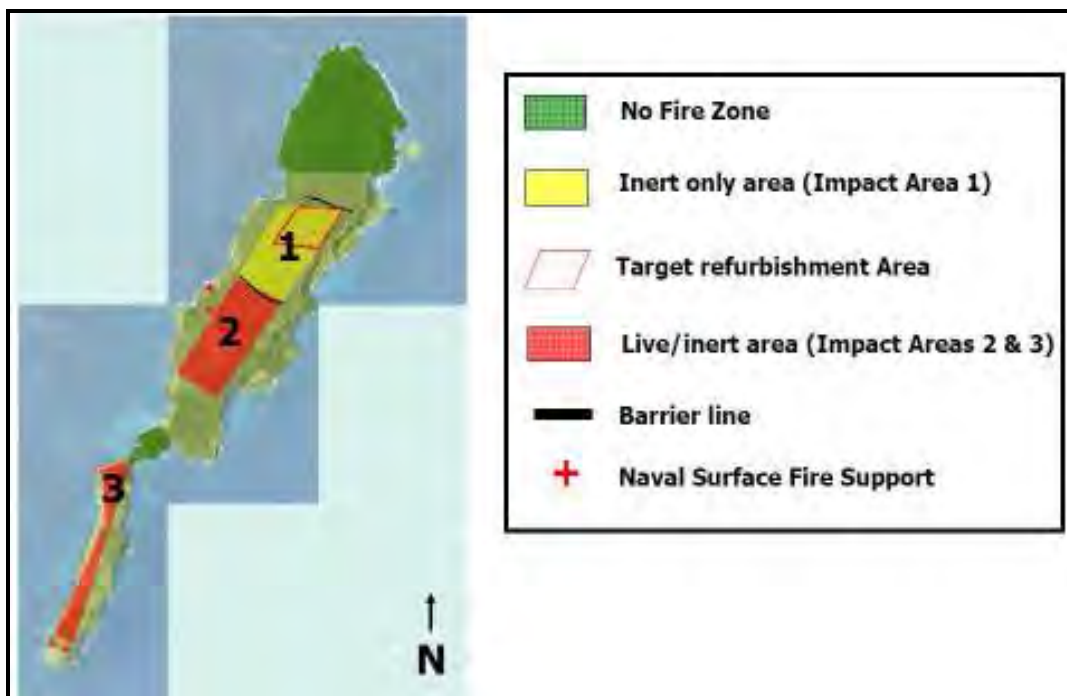 1
2
3
N
No Fire Zone
Inert only area (Impact Area 1)
Target refurbishment Area
Live/inert area (Impact Areas 2 & 3)
Barrier line
Naval Surface Fire Support